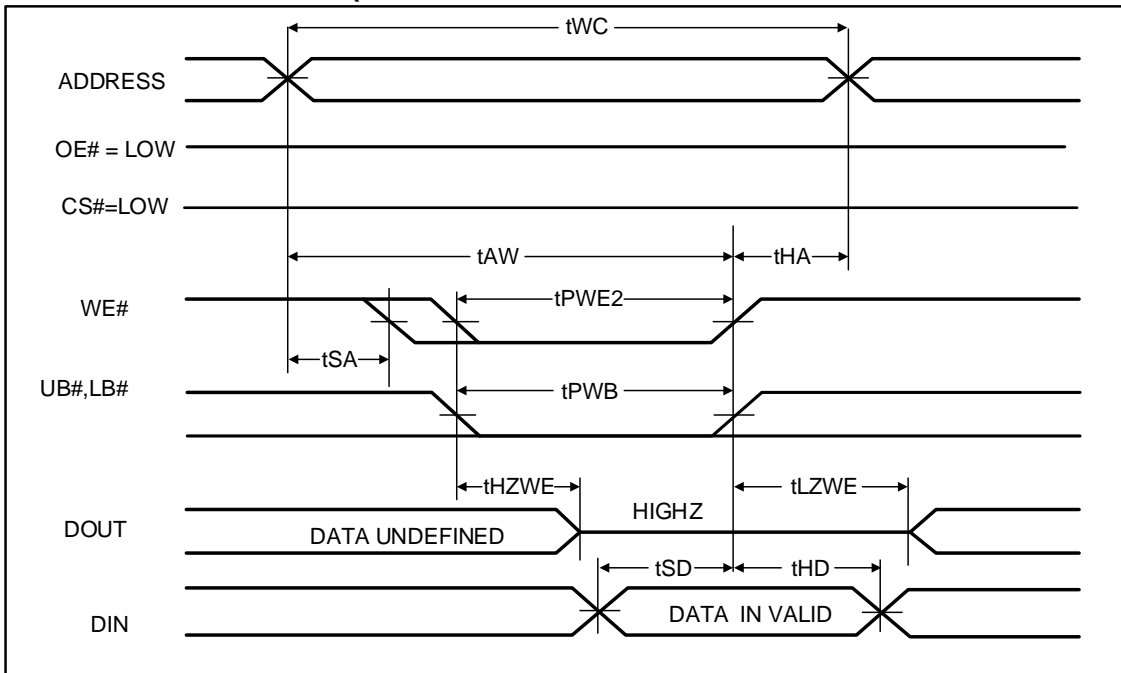 tWC
ADDRESS
OE# = LOW
CS#=LOW
tAW
tHA
WE#
tPWE2
tSA
UB#,LB#
tPWB
tHZWE
tLZWE
DOUT
DATA UNDEFINED
HIGHZ
tSD
tHD
DIN
DATA IN VALID